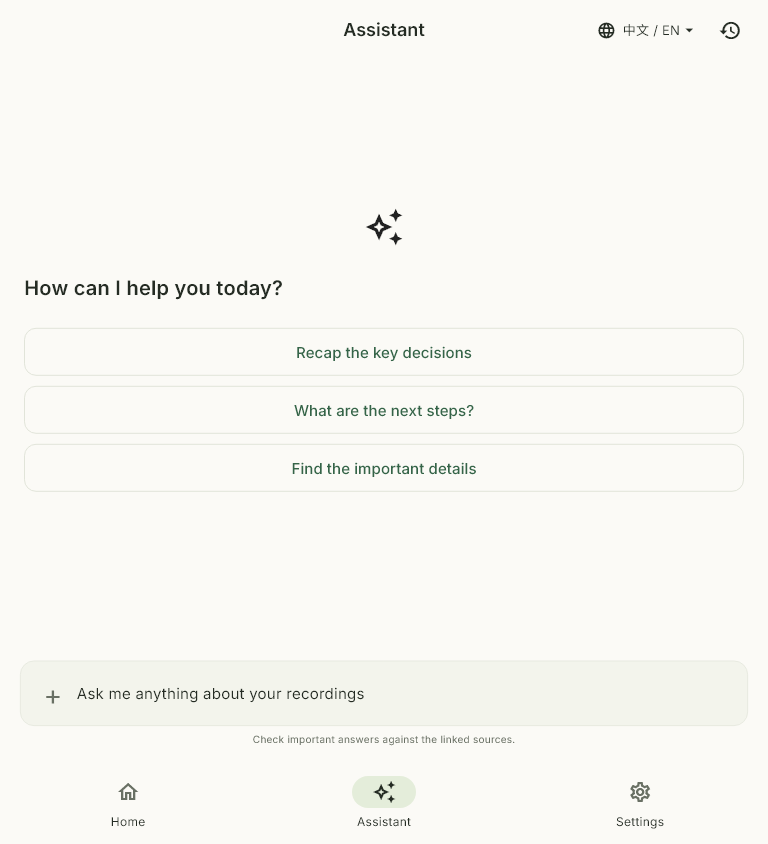 Assistant
中文 / EN
How can I help you today?
Recap the key decisions
What are the next steps?
Find the important details
Ask me anything about your recordings
Check important answers against the linked sources.
Home
Assistant
Settings